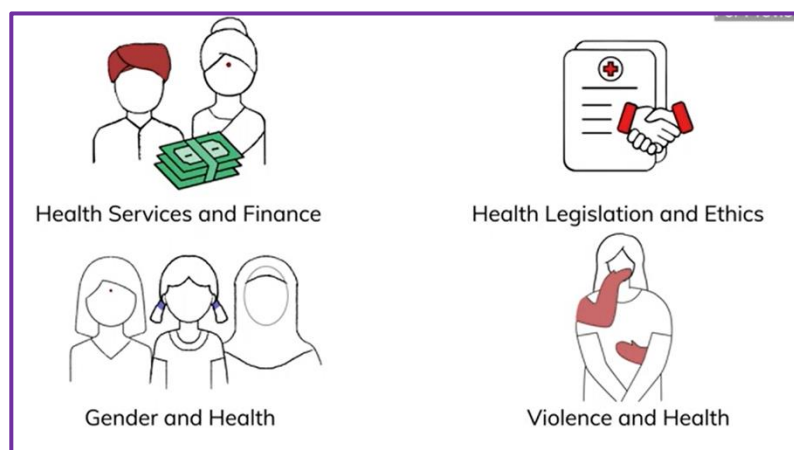 Health Services and Finance
Health Legislation and Ethics
Gender and Health
Violence and Health